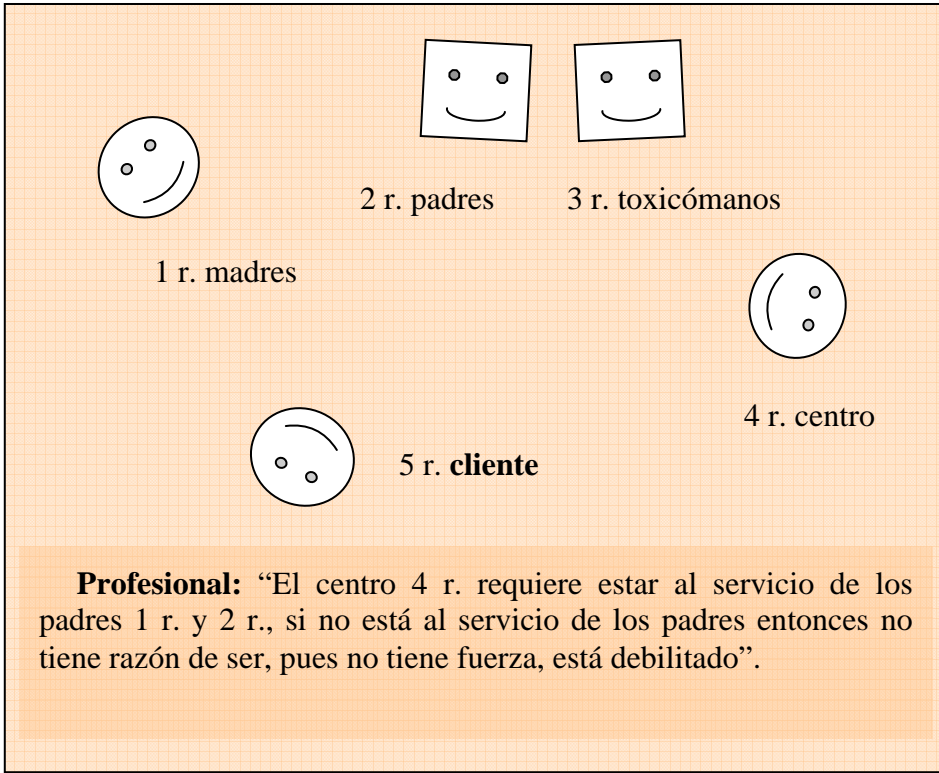 2 r. padres
3 r. toxicómanos
1 r. madres
4 r. centro
5 r. cliente
Profesional: “El centro 4 r. requiere estar al servicio de los
padres 1 r. y 2 r., si no está al servicio de los padres entonces no
tiene razón de ser, pues no tiene fuerza, está debilitado”.